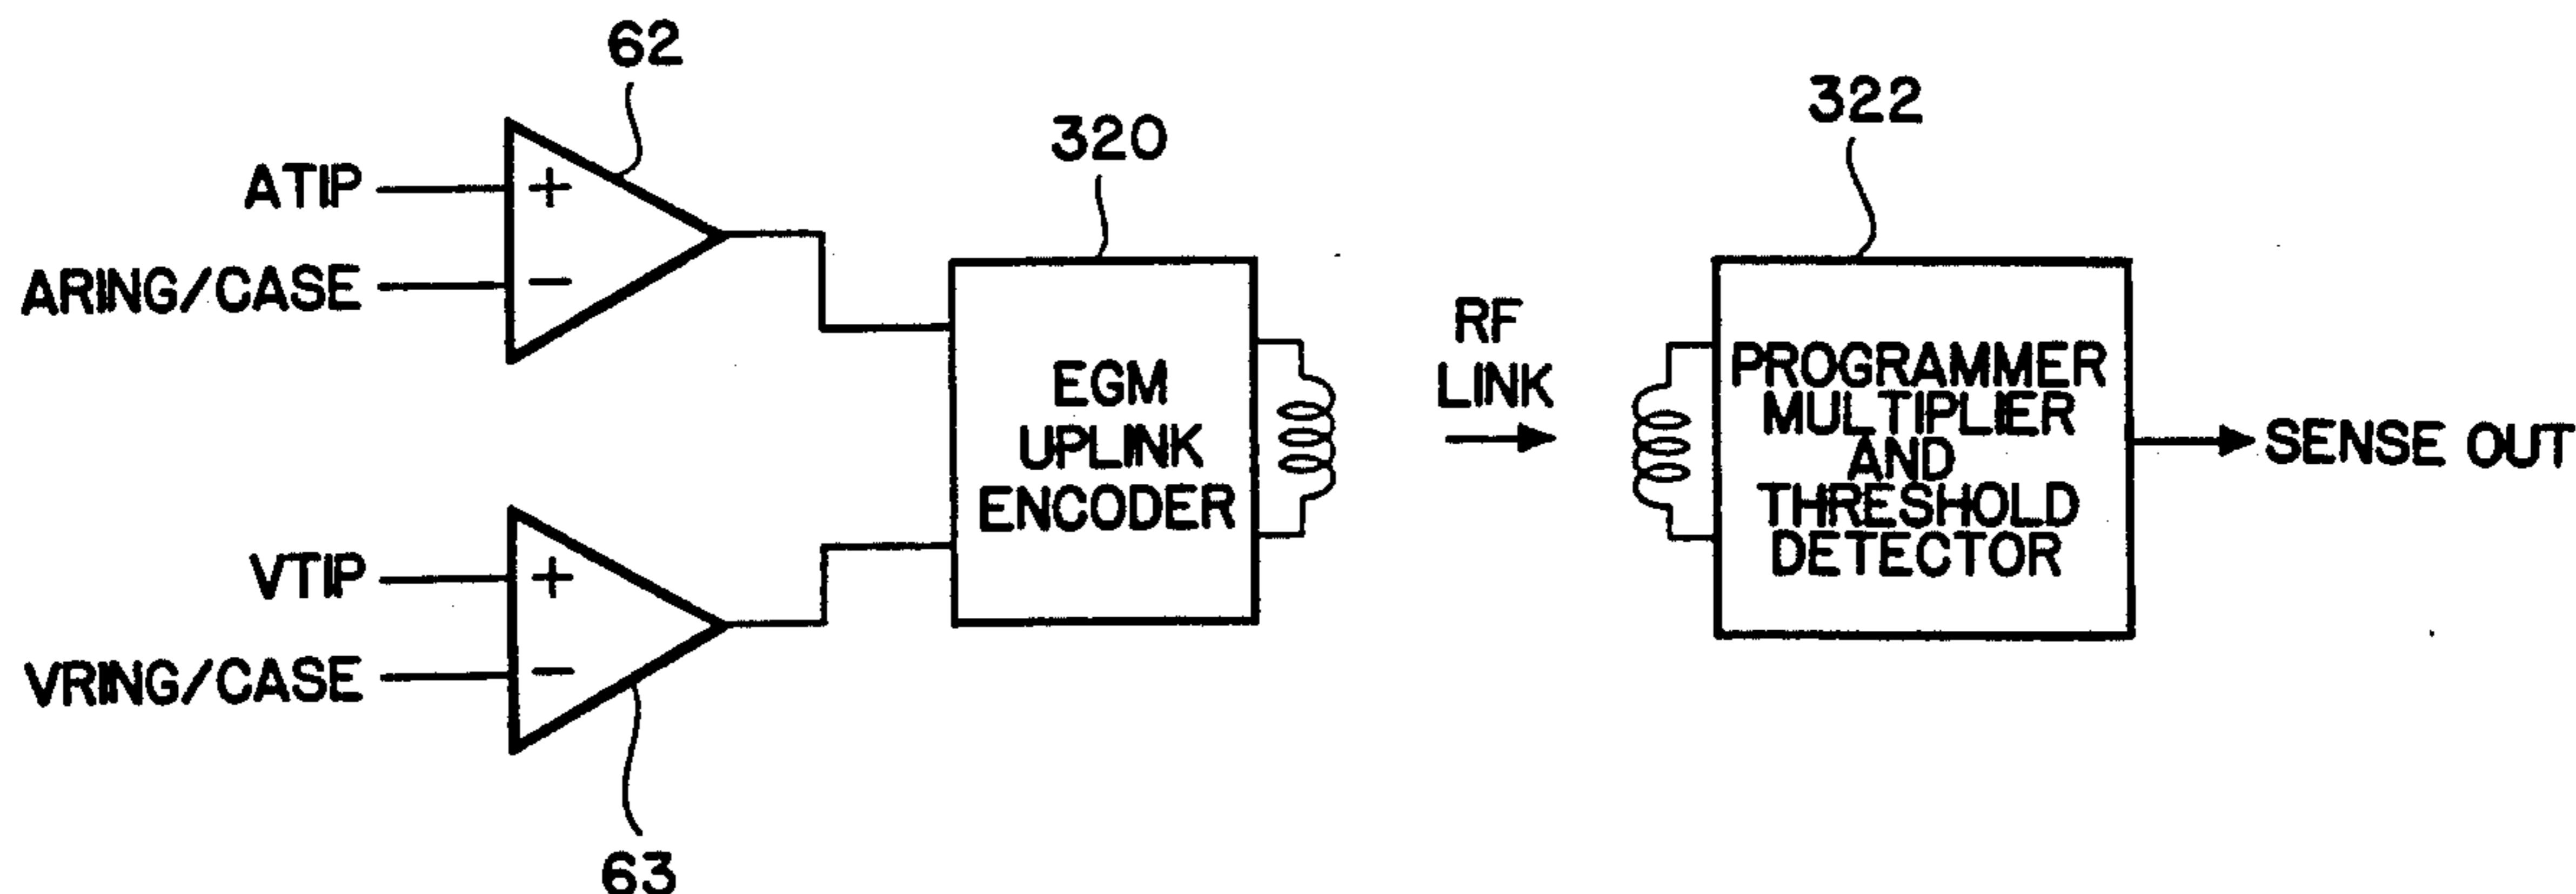 62
ATIP
+
ARING/CASE
−
320
EGM
UPLINK
ENCODER
VTIP
+
VRING/CASE
−
63
RF
LINK
322
PROGRAMMER
MULTIPLIER
AND
THRESHOLD
DETECTOR
SENSE OUT